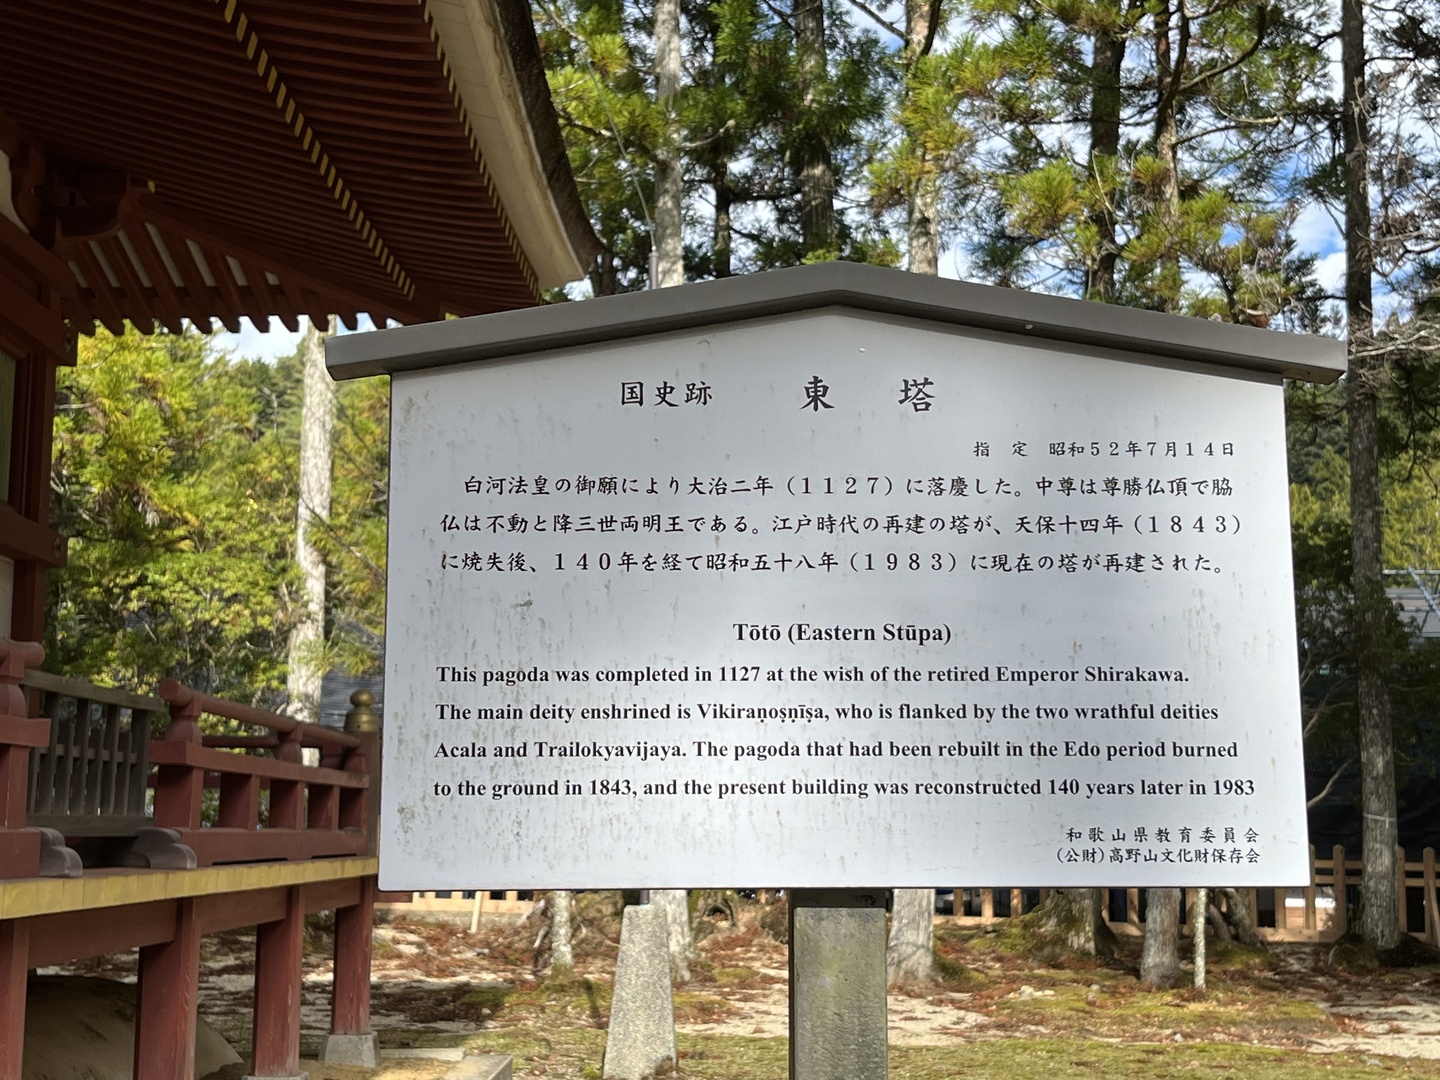 国史跡 東 塔
指 定 昭和52年7月14日
白河法皇の御願により大治二年（1127）に落慶した。中尊は尊勝仏頂で脇
仏は不動と降三世両明王である。江戸時代の再建の塔が、天保十四年（1843）
に焼失後、140年を経て昭和五十八年（1983）に現在の塔が再建された。
Tōtō (Eastern Stūpa)
This pagoda was completed in 1127 at the wish of the retired Emperor Shirakawa.
The main deity enshrined is Vikiraṇoṣṇīṣa, who is flanked by the two wrathful deities
Acala and Trailokyavijaya. The pagoda that had been rebuilt in the Edo period burned
to the ground in 1843, and the present building was reconstructed 140 years later in 1983
和歌山県教育委員会
(公財)高野山文化財保存会